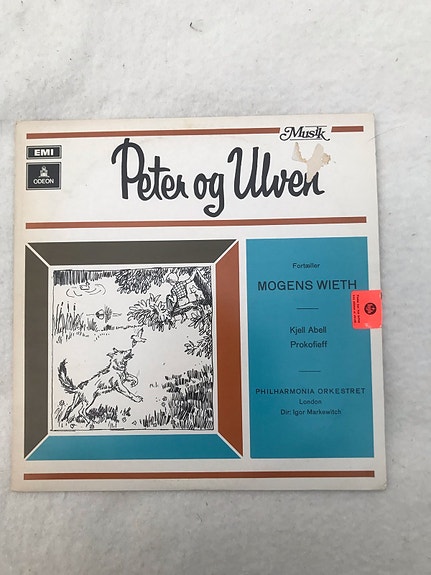 Musik
EMI
ODEON
Peter og Ulven
Fortæller
MOGENS WIETH
Kjell Abell
Prokofieff
PHILHARMONIA ORKESTRET
London
Dir: Igor Markewitch